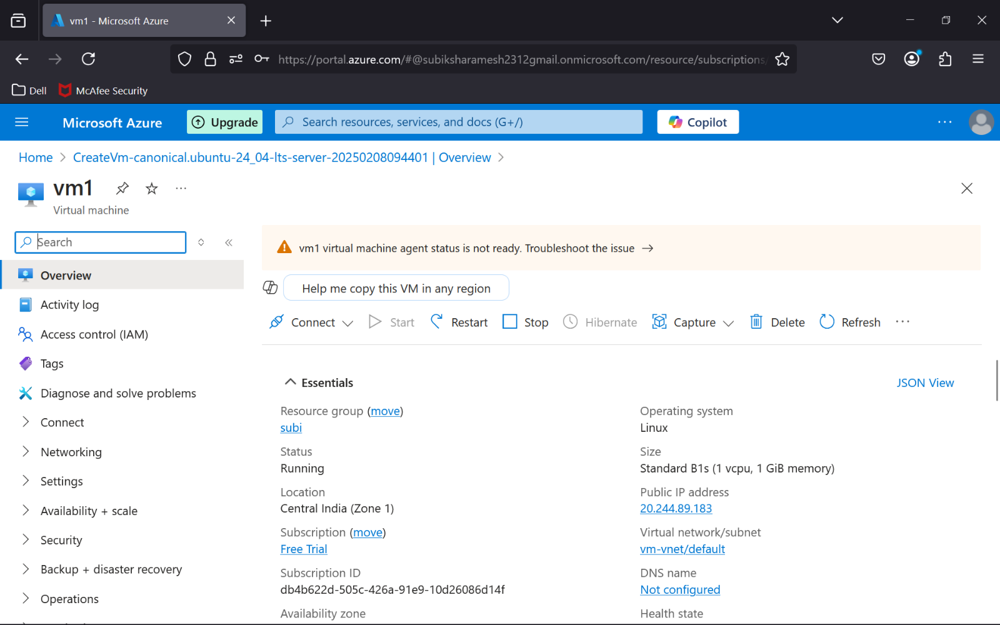 vm1 - Microsoft Azure
https://portal.azure.com/#@subiksharamesh2312gmail.onmicrosoft.com/resource/subscriptions/
Dell
McAfee Security
Microsoft Azure
Upgrade
Search resources, services, and docs (G+/)
Copilot
Home > CreateVm-canonical.ubuntu-24_04-lts-server-20250208094401 | Overview >
vm1
Virtual machine
Search
Overview
Activity log
Access control (IAM)
Tags
Diagnose and solve problems
Connect
Networking
Settings
Availability + scale
Security
Backup + disaster recovery
Operations
vm1 virtual machine agent status is not ready. Troubleshoot the issue →
Help me copy this VM in any region
Connect
Start
Restart
Stop
Hibernate
Capture
Delete
Refresh
Essentials
JSON View
Resource group (move)
subi
Status
Running
Location
Central India (Zone 1)
Subscription (move)
Free Trial
Subscription ID
db4b622d-505c-426a-91e9-10d26086d14f
Availability zone
Operating system
Linux
Size
Standard B1s (1 vcpu, 1 GiB memory)
Public IP address
20.244.89.183
Virtual network/subnet
vm-vnet/default
DNS name
Not configured
Health state